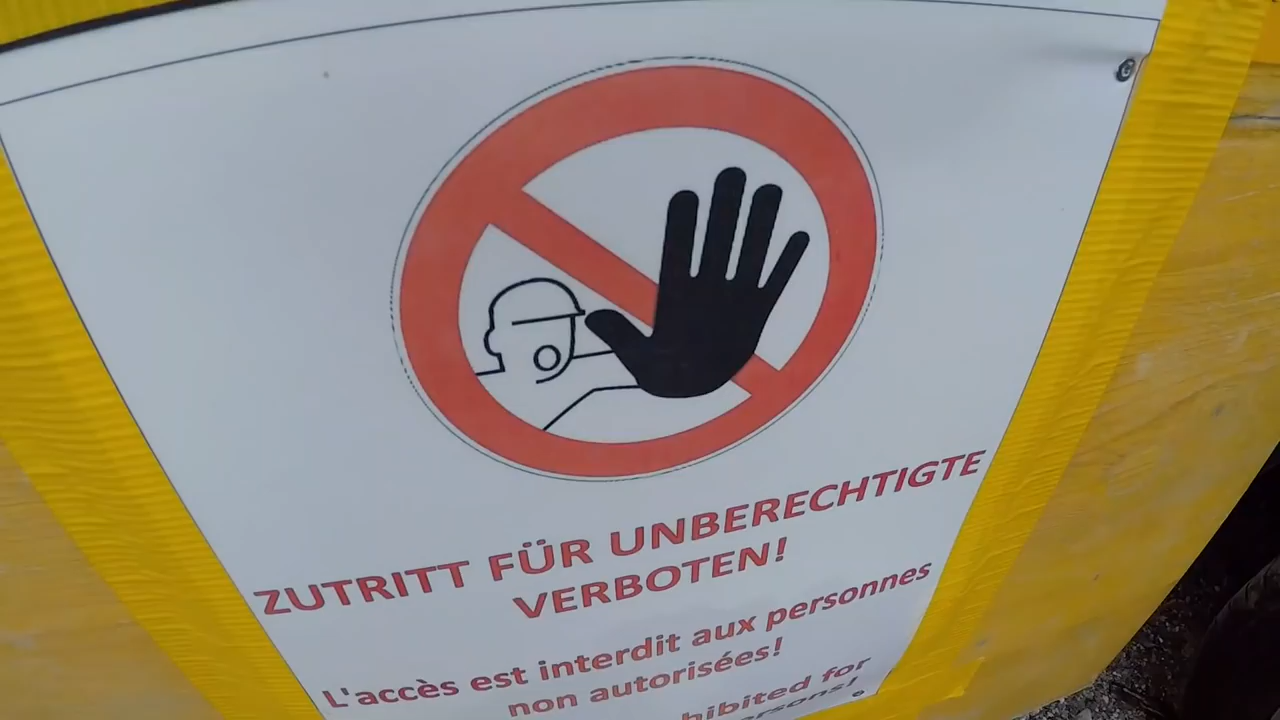 ZUTRITT FÜR UNBERECHTIGTE
VERBOTEN!
L'accès est interdit aux personnes
non autorisées!
hibited for
ersons!